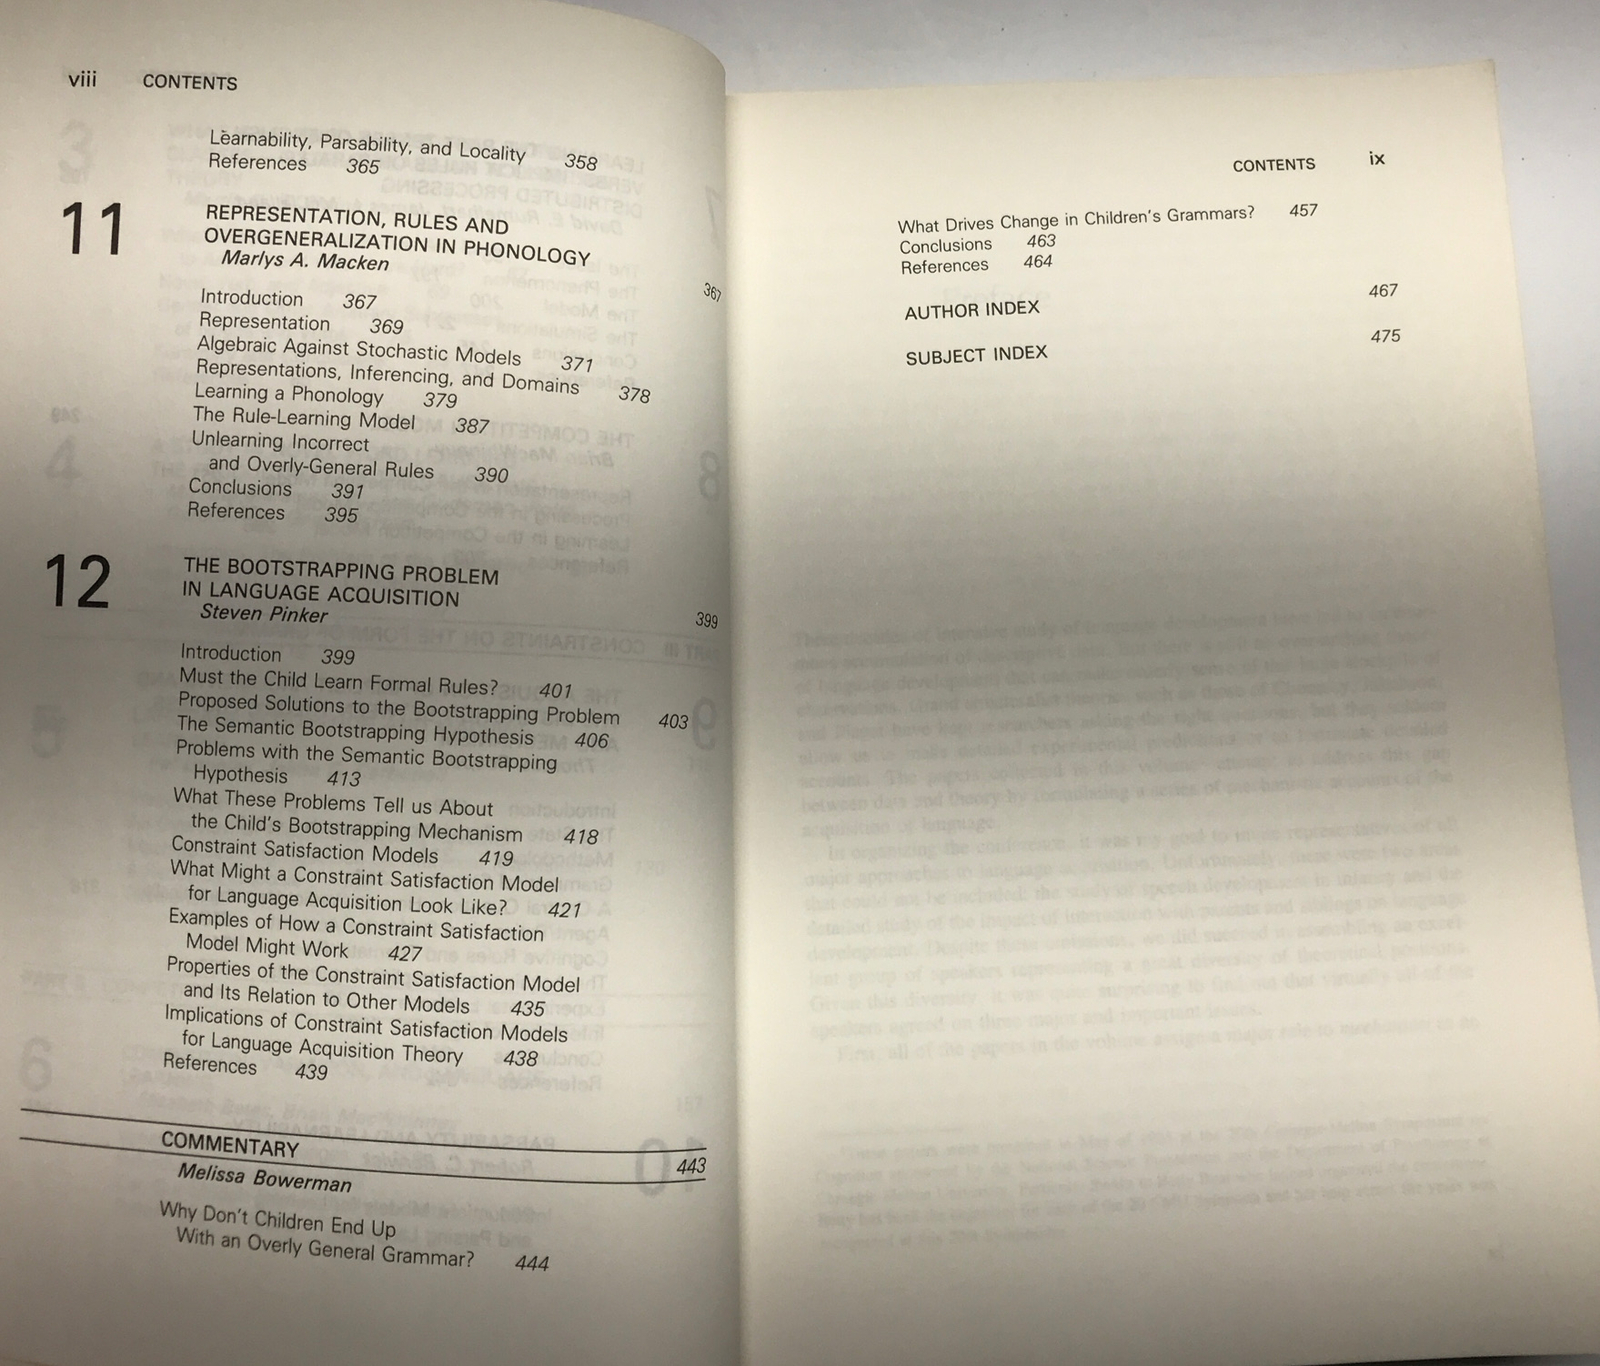 viii CONTENTS
Learnability, Parsability, and Locality 358
References 365
11 REPRESENTATION, RULES AND
OVERGENERALIZATION IN PHONOLOGY
Marlys A. Macken 367
Introduction 367
Representation 369
Algebraic Against Stochastic Models 371
Representations, Inferencing, and Domains 378
Learning a Phonology 379
The Rule-Learning Model 387
Unlearning Incorrect
and Overly-General Rules 390
Conclusions 391
References 395
12 THE BOOTSTRAPPING PROBLEM
IN LANGUAGE ACQUISITION
Steven Pinker 399
Introduction 399
Must the Child Learn Formal Rules? 401
Proposed Solutions to the Bootstrapping Problem 403
The Semantic Bootstrapping Hypothesis 406
Problems with the Semantic Bootstrapping
Hypothesis 413
What These Problems Tell us About
the Child's Bootstrapping Mechanism 418
Constraint Satisfaction Models 419
What Might a Constraint Satisfaction Model
for Language Acquisition Look Like? 421
Examples of How a Constraint Satisfaction
Model Might Work 427
Properties of the Constraint Satisfaction Model
and Its Relation to Other Models 435
Implications of Constraint Satisfaction Models
for Language Acquisition Theory 438
References 439
COMMENTARY 443
Melissa Bowerman
Why Don't Children End Up
With an Overly General Grammar? 444
CONTENTS ix
What Drives Change in Children's Grammars? 457
Conclusions 463
References 464
AUTHOR INDEX 467
SUBJECT INDEX 475